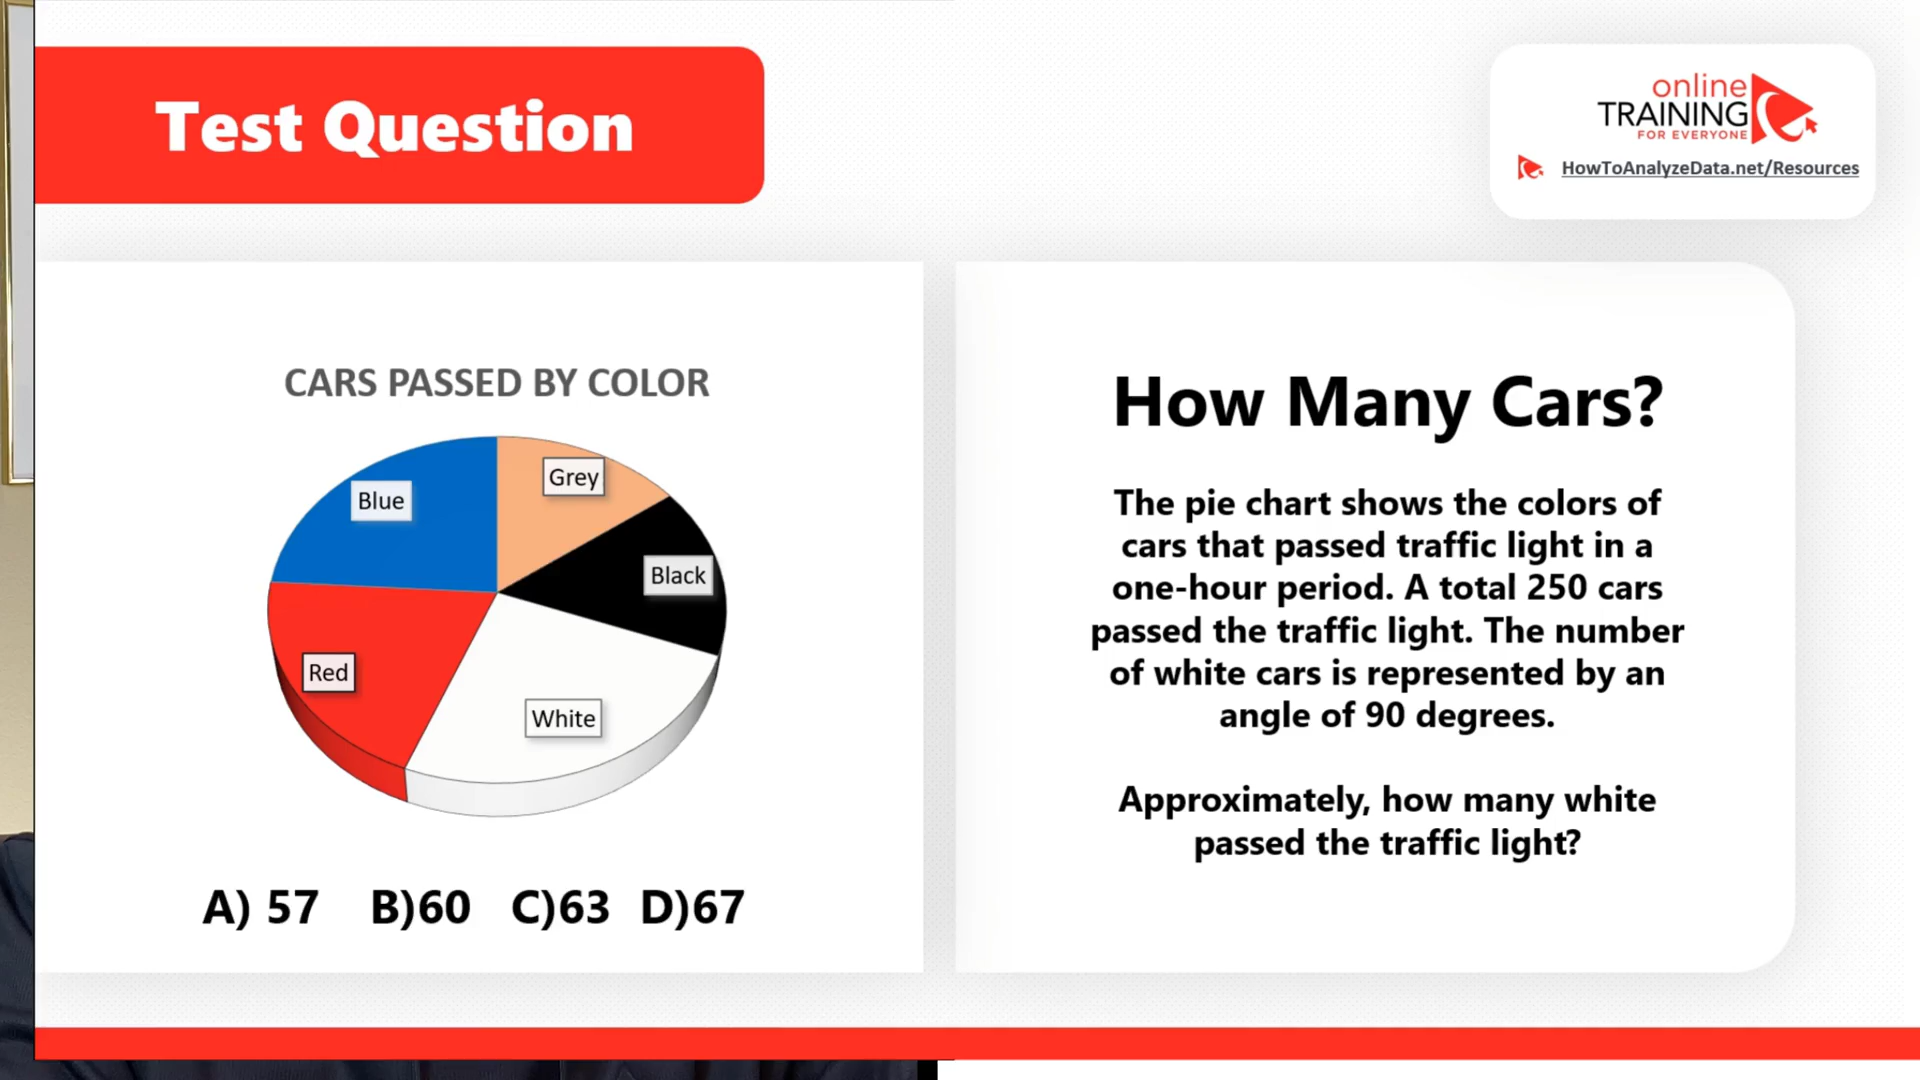 Test Question
online
TRAINING
FOR EVERYONE
HowToAnalyzeData.net/Resources
CARS PASSED BY COLOR
Grey
Blue
Black
Red
White
A) 57 B)60 C)63 D)67
How Many Cars?
The pie chart shows the colors of
cars that passed traffic light in a
one-hour period. A total 250 cars
passed the traffic light. The number
of white cars is represented by an
angle of 90 degrees.
Approximately, how many white
passed the traffic light?